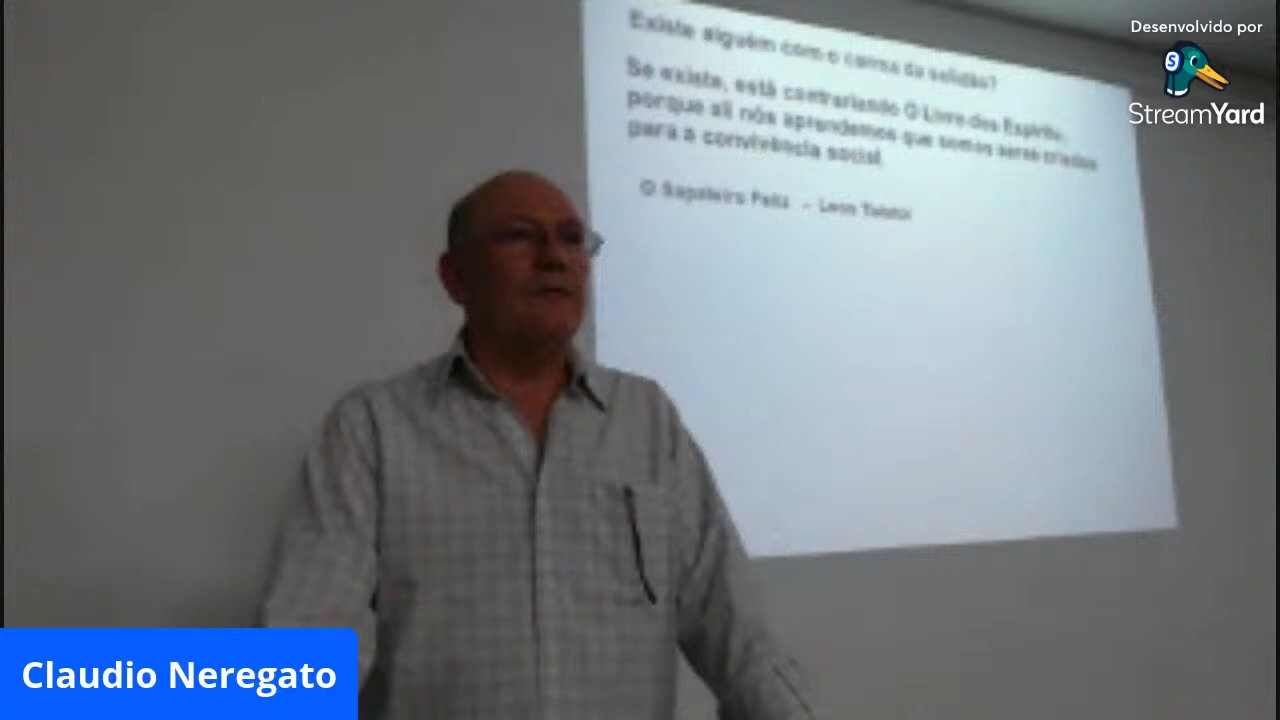 Desenvolvido por
StreamYard
Existe alguém com o carma da solidão?
Se existe, está contrariando O Livro dos Espíritos,
porque ali nós aprendemos que somos seres criados
para a convivência social.
O Sapateiro Feliz - Leon Tolstoi
Claudio Neregato